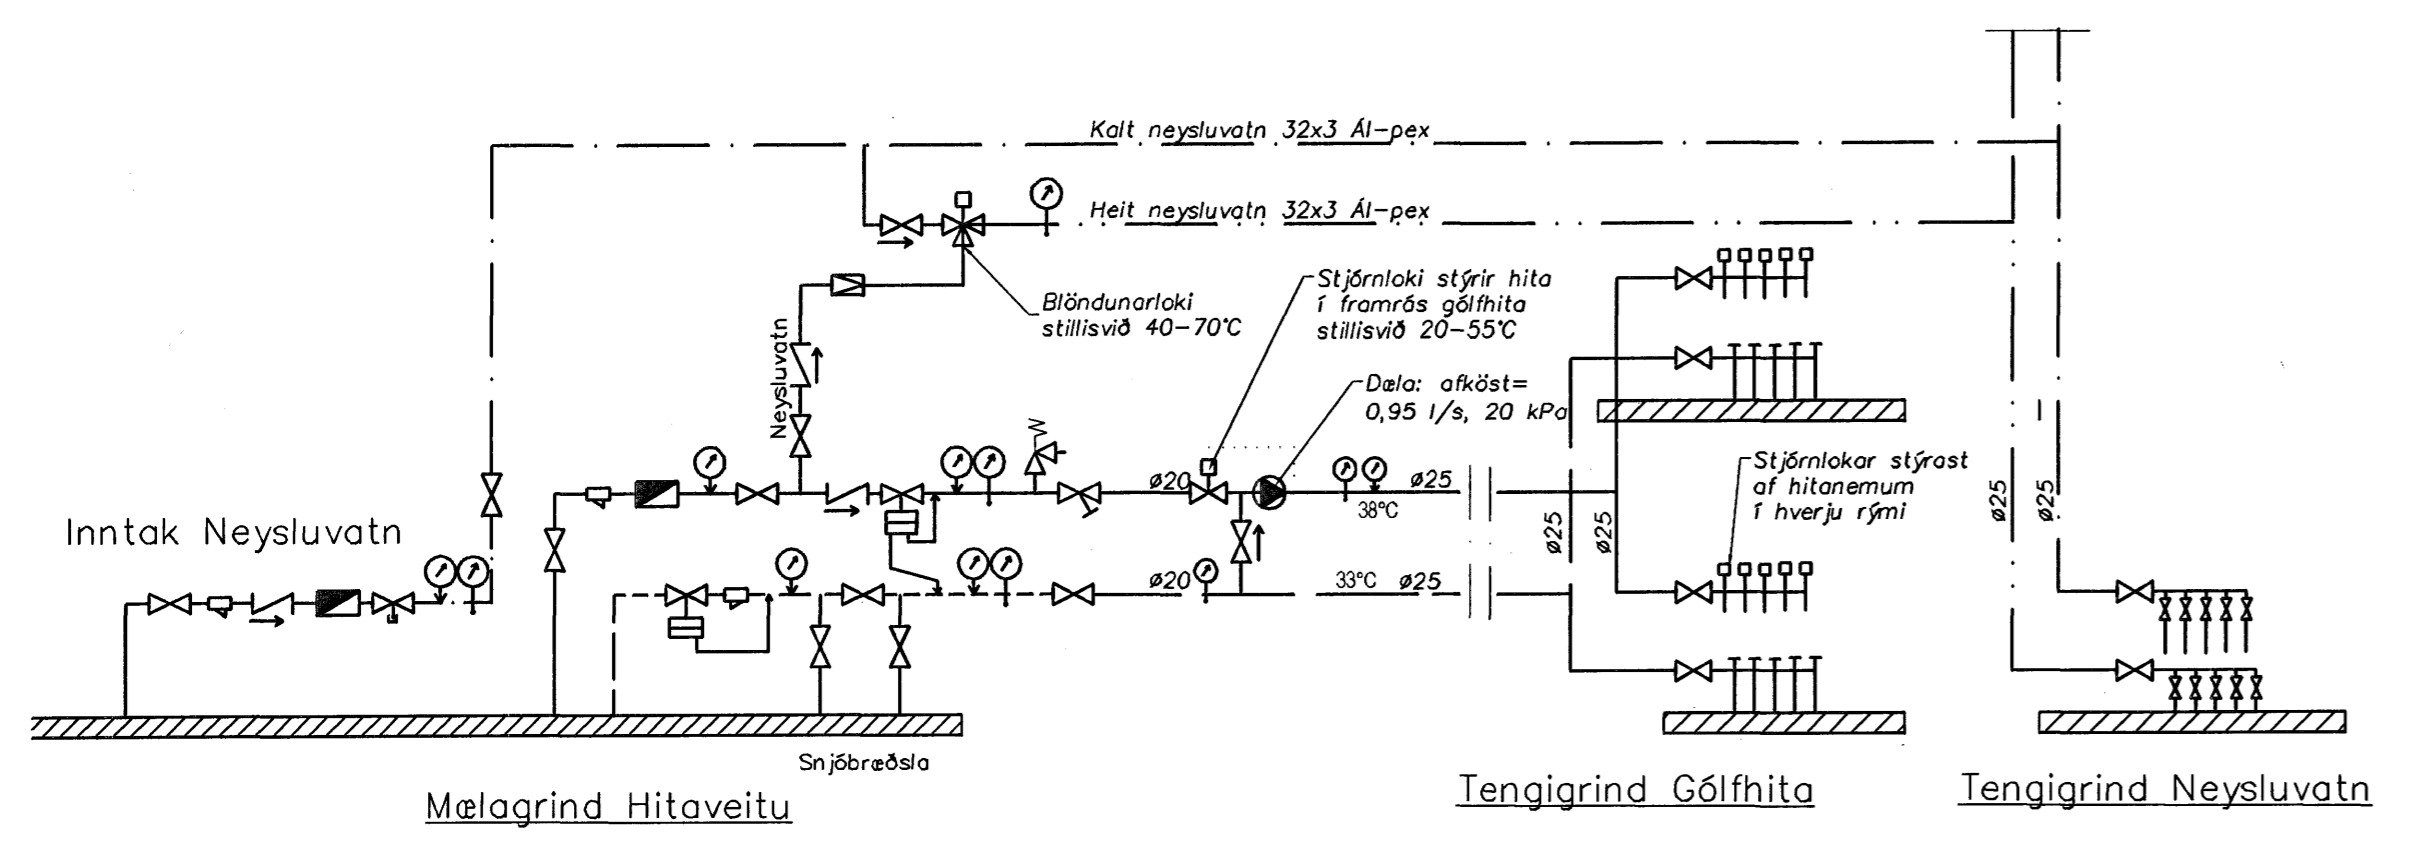 Kalt neysluvatn 32x3 Ál-pex
Heit neysluvatn 32x3 Ál-pex
Blöndunarloki
stillisvið 40-70°C
Stjórnloki stýrir hita
í framrás gólfhita
stillisvið 20-55°C
Neysluvatn
Dæla: afköst=
0,95 l/s, 20 kPa
Stjórnlokar stýrast
af hitanemum
í hverju rými
W
ø20
ø25
38°C
ø25
ø25
ø25
ø25
Inntak Neysluvatn
ø20
33°C
ø25
Snjóbræðsla
Mælagrind Hitaveitu
Tengigrind Gólfhita
Tengigrind Neysluvatn